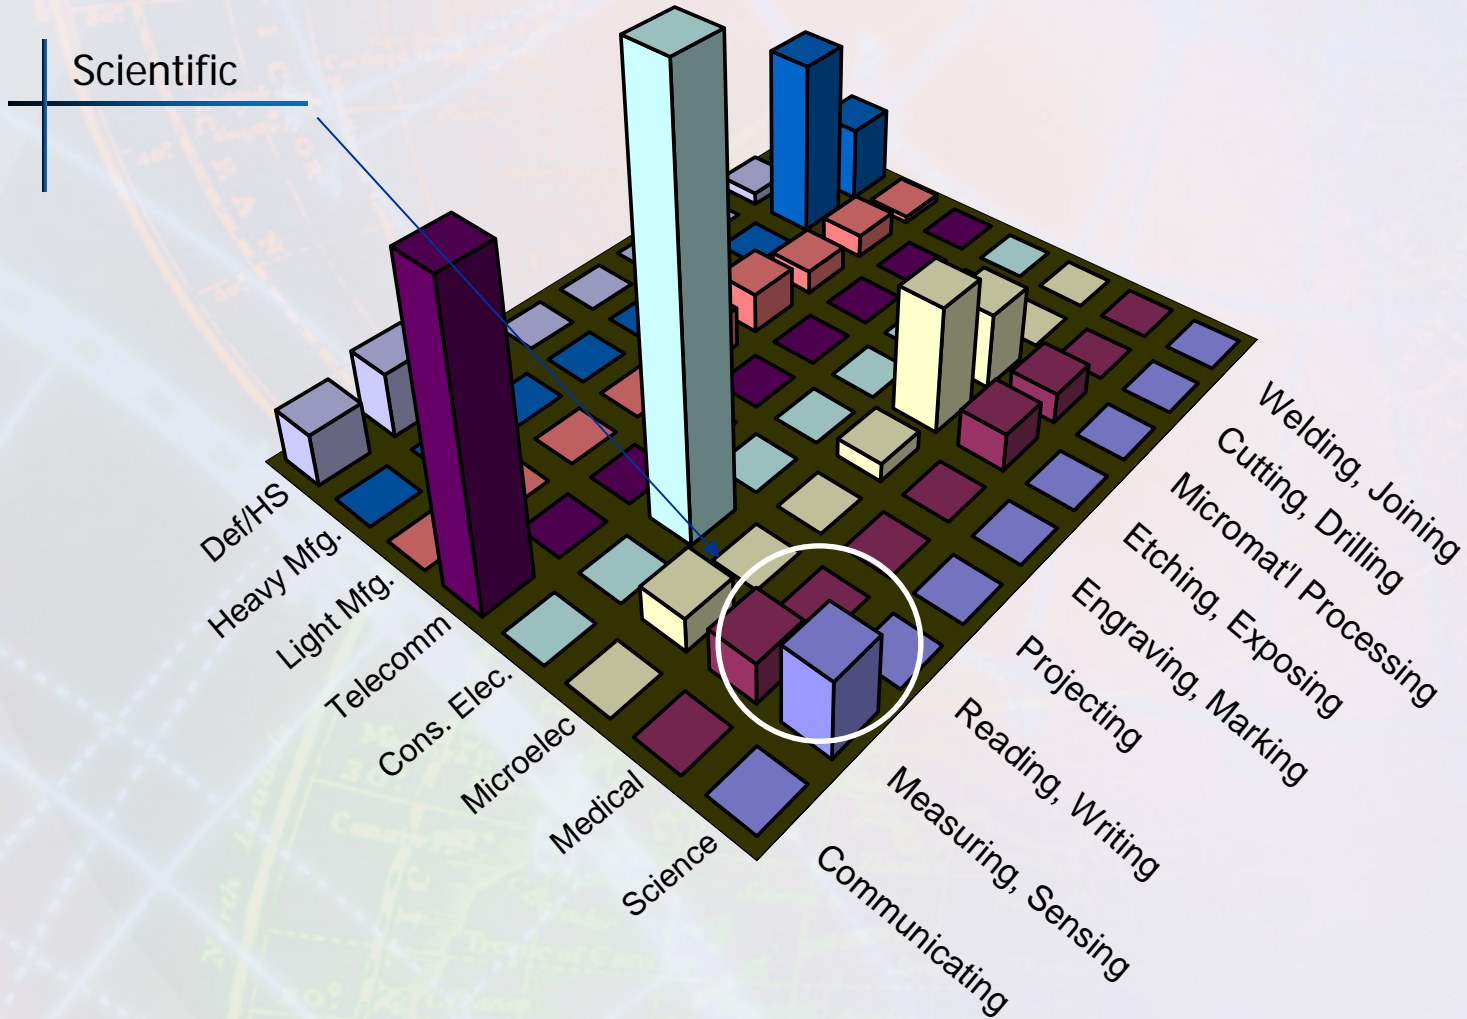 Scientific
Def/HS
Heavy Mfg.
Light Mfg.
Telecomm
Cons. Elec.
Microelec
Medical
Science
Welding, Joining
Cutting, Drilling
Micromat'l Processing
Etching, Exposing
Engraving, Marking
Projecting
Reading, Writing
Measuring, Sensing
Communicating